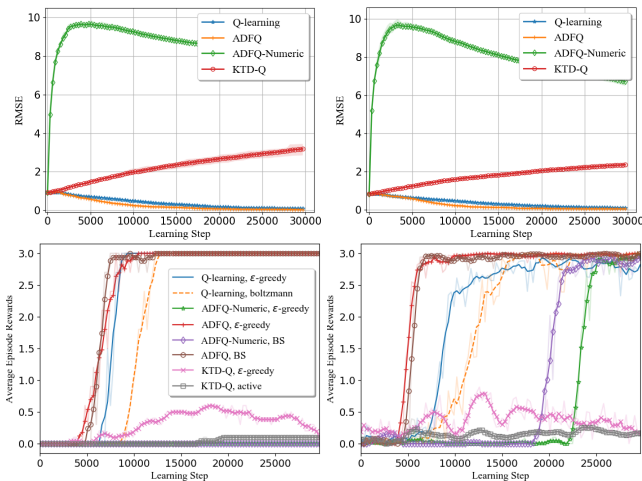 10
8
6
4
2
0
RMSE
Q-learning
ADFQ
ADFQ-Numeric
KTD-Q
0 5000 10000 15000 20000 25000 30000
Learning Step
10
8
6
4
2
0
RMSE
Q-learning
ADFQ
ADFQ-Numeric
KTD-Q
0 5000 10000 15000 20000 25000 30000
Learning Step
3.0
2.5
2.0
1.5
1.0
0.5
0.0
Average Episode Rewards
Q-learning, ε-greedy
Q-learning, boltzmann
ADFQ-Numeric, ε-greedy
ADFQ, ε-greedy
ADFQ-Numeric, BS
ADFQ, BS
KTD-Q, ε-greedy
KTD-Q, active
0 5000 10000 15000 20000 25000
Learning Step
3.0
2.5
2.0
1.5
1.0
0.5
0.0
Average Episode Rewards
0 5000 10000 15000 20000 25000
Learning Step